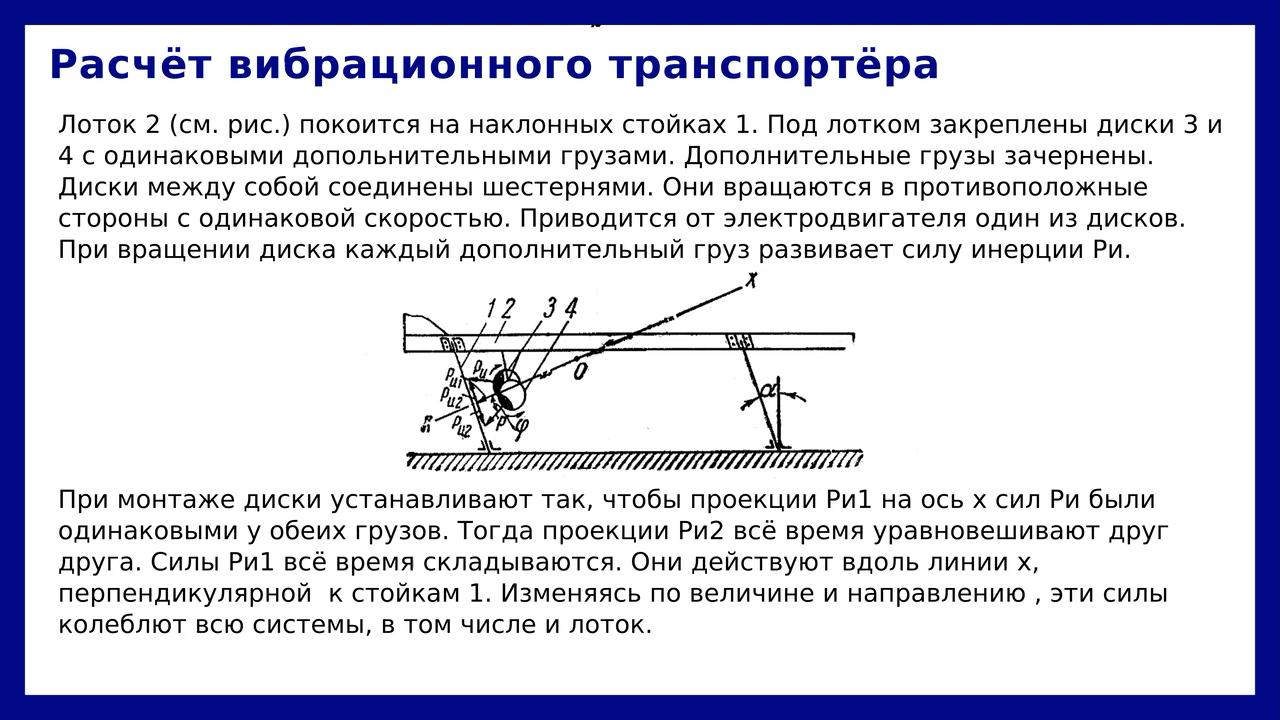 Расчёт вибрационного транспортёра
Лоток 2 (см. рис.) покоится на наклонных стойках 1. Под лотком закреплены диски 3 и
4 с одинаковыми допольнительными грузами. Дополнительные грузы зачернены.
Диски между собой соединены шестернями. Они вращаются в противоположные
стороны с одинаковой скоростью. Приводится от электродвигателя один из дисков.
При вращении диска каждый дополнительный груз развивает силу инерции Ри.
x
1 2 3 4
Pи1 Pи
O
Pи2
α
Pи2 P φ
При монтаже диски устанавливают так, чтобы проекции Ри1 на ось х сил Ри были
одинаковыми у обеих грузов. Тогда проекции Ри2 всё время уравновешивают друг
друга. Силы Ри1 всё время складываются. Они действуют вдоль линии х,
перпендикулярной  к стойкам 1. Изменяясь по величине и направлению , эти силы
колеблют всю системы, в том числе и лоток.